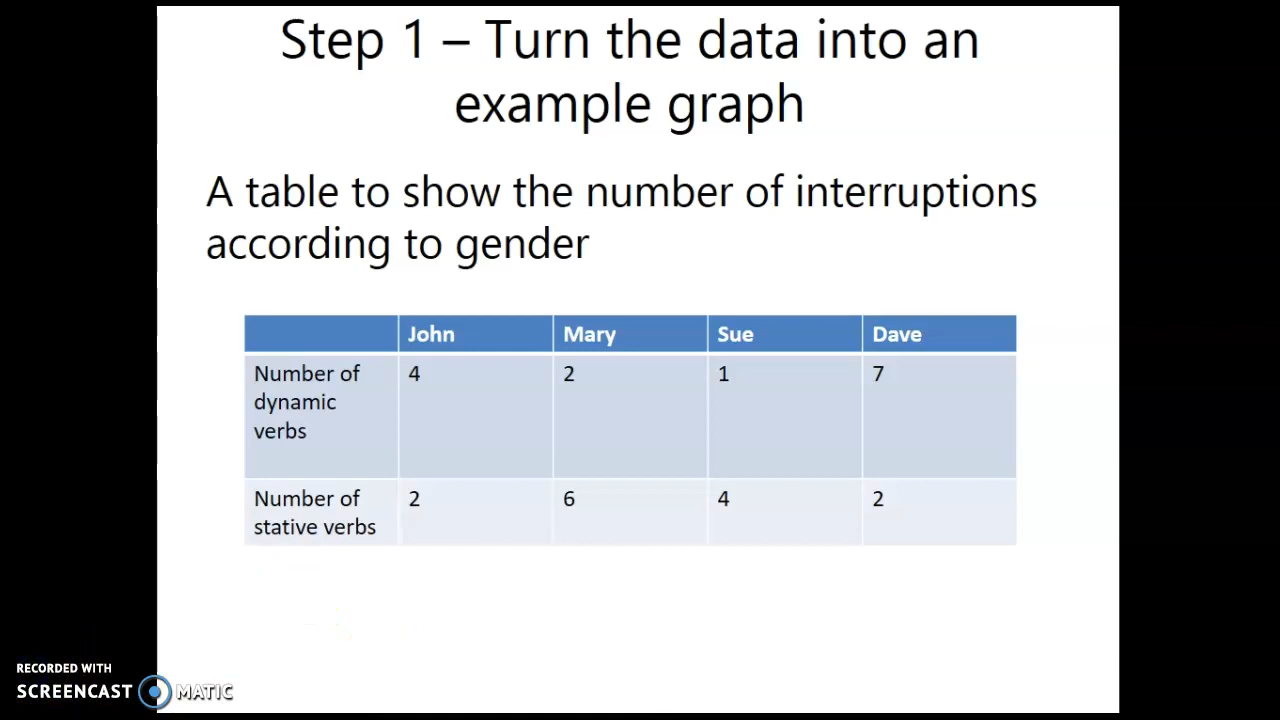 Step 1 – Turn the data into an
example graph
A table to show the number of interruptions
according to gender
John Mary Sue Dave
Number of 4 2 1 7
dynamic
verbs
Number of 2 6 4 2
stative verbs
RECORDED WITH
SCREENCAST MATIC